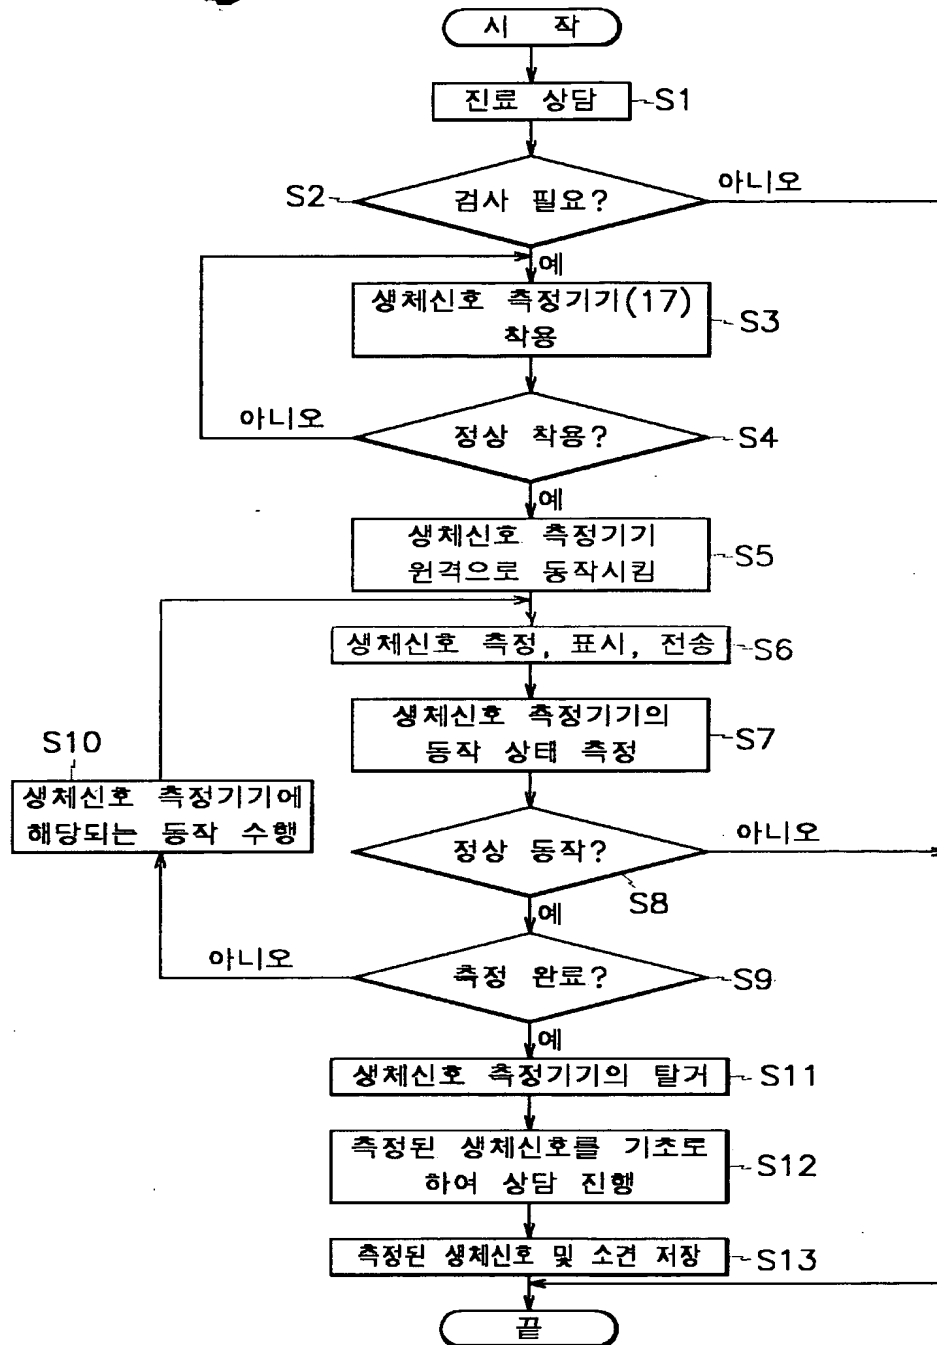 시 작
진료 상담
S1
S2
검사 필요?
아니오
예
생체신호 측정기기(17)
착용
S3
아니오
정상 착용?
S4
예
생체신호 측정기기
원격으로 동작시킴
S5
생체신호 측정, 표시, 전송
S6
생체신호 측정기기의
동작 상태 측정
S7
S10
생체신호 측정기기에
해당되는 동작 수행
정상 동작?
아니오
S8
예
아니오
측정 완료?
S9
예
생체신호 측정기기의 탈거
S11
측정된 생체신호를 기초로
하여 상담 진행
S12
측정된 생체신호 및 소견 저장
S13
끝